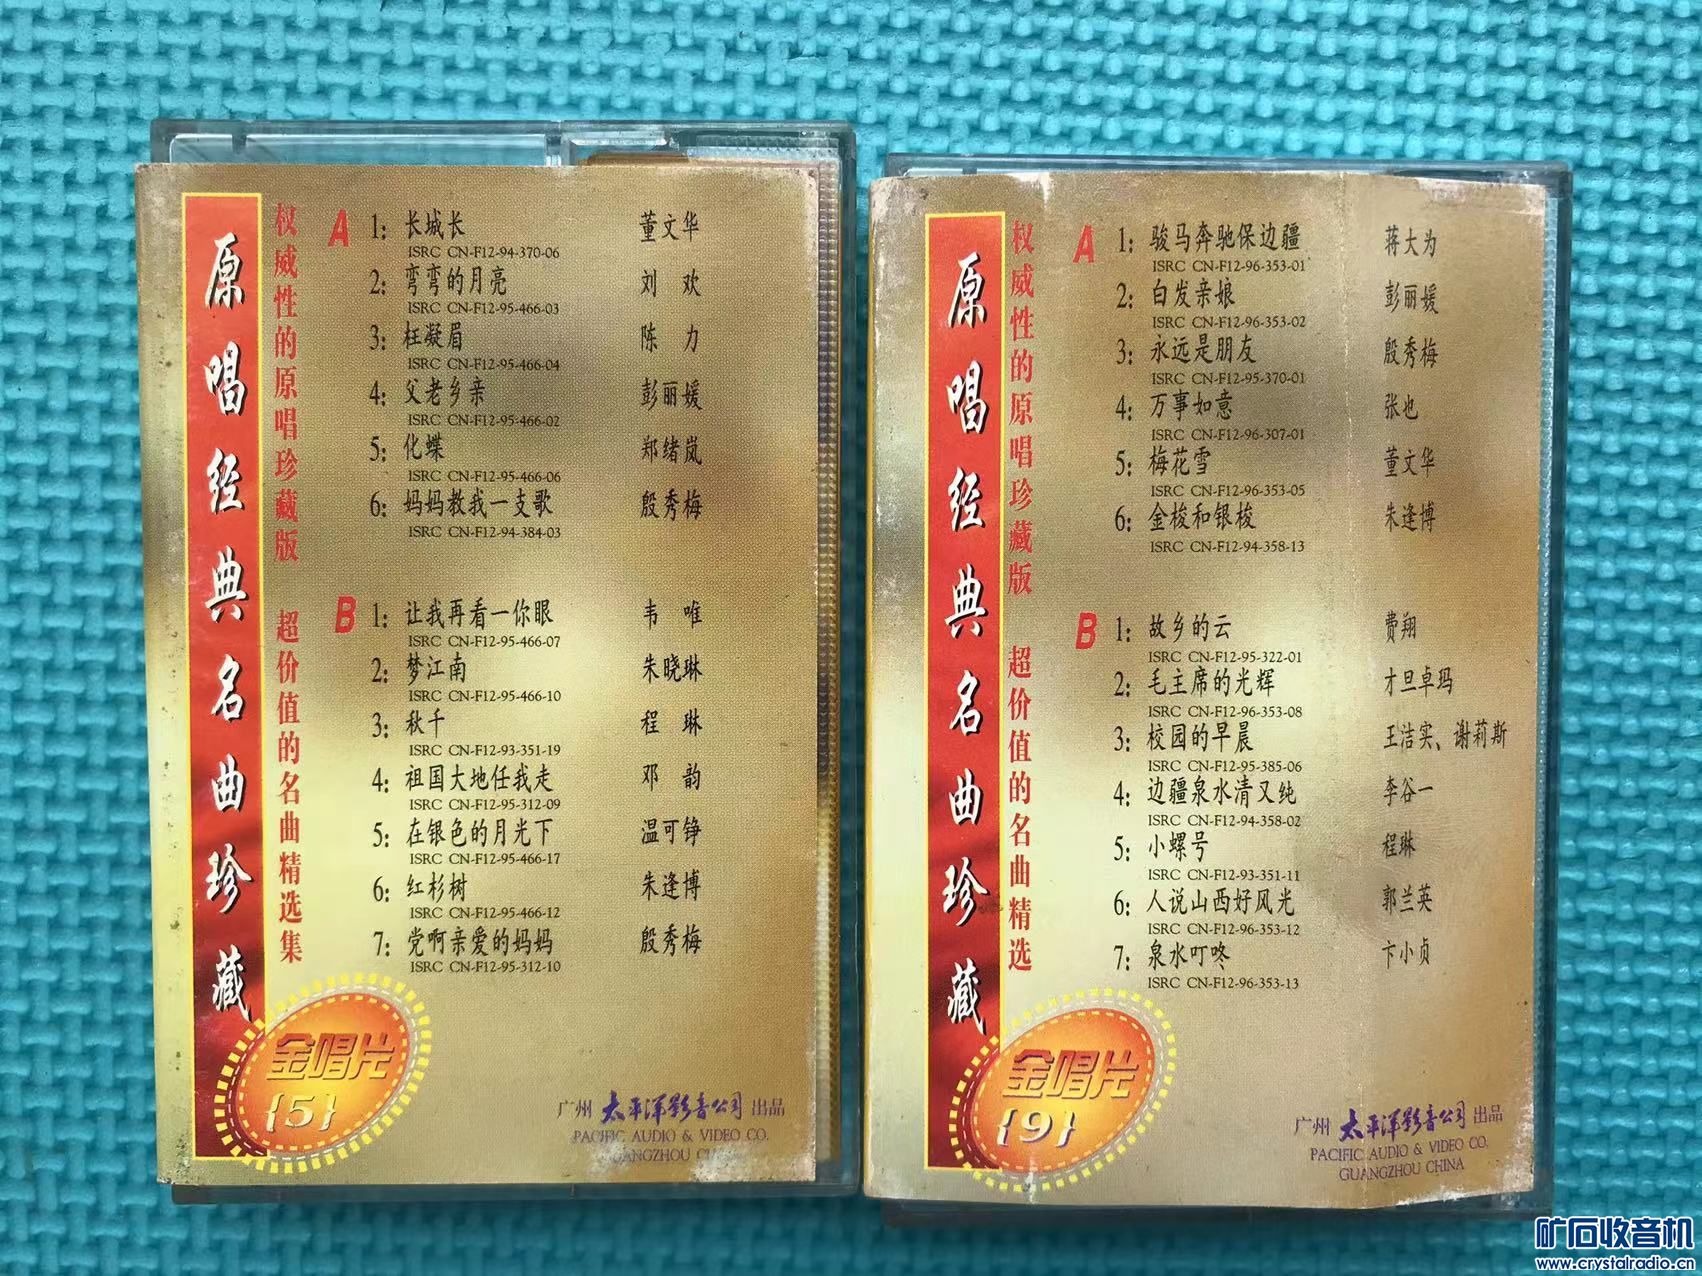 原唱经典名曲珍藏
权威性的原唱珍藏版 超价值的名曲精选集
A 1: 长城长 董文华
ISRC CN-F12-94-370-06
2: 弯弯的月亮 刘 欢
ISRC CN-F12-95-466-03
3: 枉凝眉 陈 力
ISRC CN-F12-95-466-04
4: 父老乡亲 彭丽媛
ISRC CN-F12-95-466-02
5: 化蝶 郑绪岚
ISRC CN-F12-95-466-06
6: 妈妈教我一支歌 殷秀梅
ISRC CN-F12-94-384-03
B 1: 让我再看一你眼 韦 唯
ISRC CN-F12-95-466-07
2: 梦江南 朱晓琳
ISRC CN-F12-95-466-10
3: 秋千 程 琳
ISRC CN-F12-93-351-19
4: 祖国大地任我走 邓 韵
ISRC CN-F12-95-312-09
5: 在银色的月光下 温可铮
ISRC CN-F12-95-466-17
6: 红杉树 朱逢博
ISRC CN-F12-95-466-12
7: 党啊亲爱的妈妈 殷秀梅
ISRC CN-F12-95-312-10
金唱片
{5}
广州 太平洋影音公司 出品
PACIFIC AUDIO & VIDEO CO.
GANGZHOU
原唱经典名曲珍藏
权威性的原唱珍藏版 超价值的名曲精选
A 1: 骏马奔驰保边疆 蒋大为
ISRC CN-F12-96-353-01
2: 白发亲娘 彭丽媛
ISRC CN-F12-96-353-02
3: 永远是朋友 殷秀梅
ISRC CN-F12-95-370-01
4: 万事如意 张也
ISRC CN-F12-96-307-01
5: 梅花雪 董文华
ISRC CN-F12-96-353-05
6: 金梭和银梭 朱逢博
ISRC CN-F12-94-358-13
B 1: 故乡的云 费翔
ISRC CN-F12-95-322-01
2: 毛主席的光辉 才旦卓玛
ISRC CN-F12-96-353-08
3: 校园的早晨 王洁实、谢莉斯
ISRC CN-F12-95-385-06
4: 边疆泉水清又纯 李谷一
ISRC CN-F12-94-358-02
5: 小螺号 程琳
ISRC CN-F12-93-351-11
6: 人说山西好风光 郭兰英
ISRC CN-F12-96-353-12
7: 泉水叮咚 卞小贞
ISRC CN-F12-96-353-13
金唱片
{9}
广州 太平洋影音公司 出品
PACIFIC AUDIO & VIDEO CO.
GUANGZHOU CHINA
矿石收音机
www.crystalradio.cn